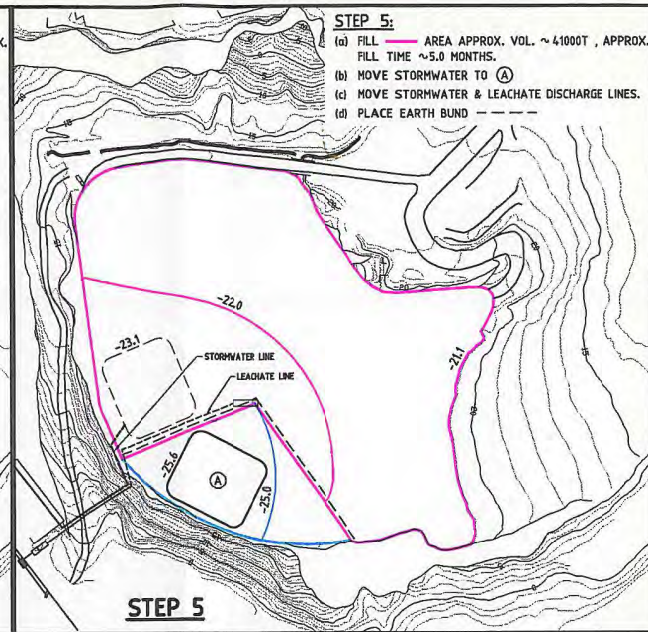 STEP 5:
(a) FILL AREA APPROX. VOL. ~ 41000T , APPROX.
FILL TIME ~5.0 MONTHS.
(b) MOVE STORMWATER TO Ⓐ
(c) MOVE STORMWATER & LEACHATE DISCHARGE LINES.
(d) PLACE EARTH BUND
-22.0
-23.1
-21.1
STORMWATER LINE
LEACHATE LINE
-25.6
A
-25.0
STEP 5